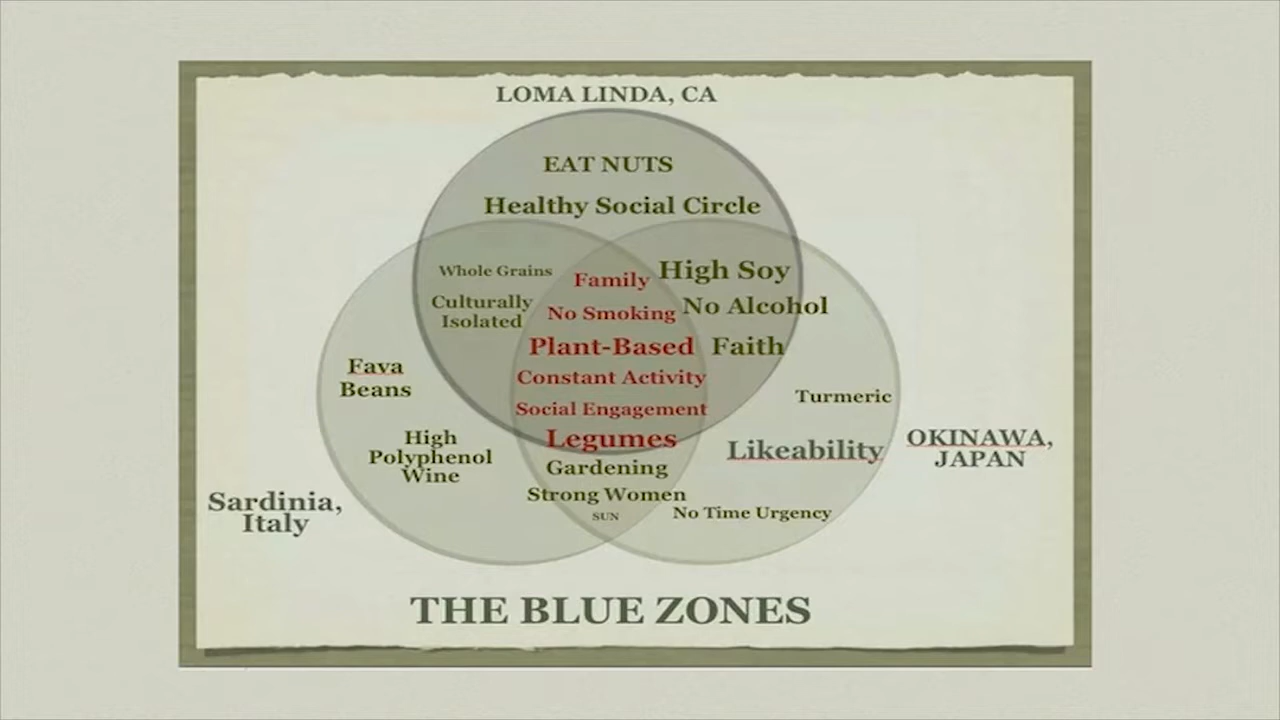 LOMA LINDA, CA
EAT NUTS
Healthy Social Circle
Whole Grains
Culturally
Isolated
Family
No Smoking
Plant-Based
Constant Activity
Social Engagement
Legumes
High Soy
No Alcohol
Faith
Fava
Beans
High
Polyphenol
Wine
Gardening
Strong Women
SUN
Turmeric
Likeability
No Time Urgency
OKINAWA,
JAPAN
Sardinia,
Italy
THE BLUE ZONES